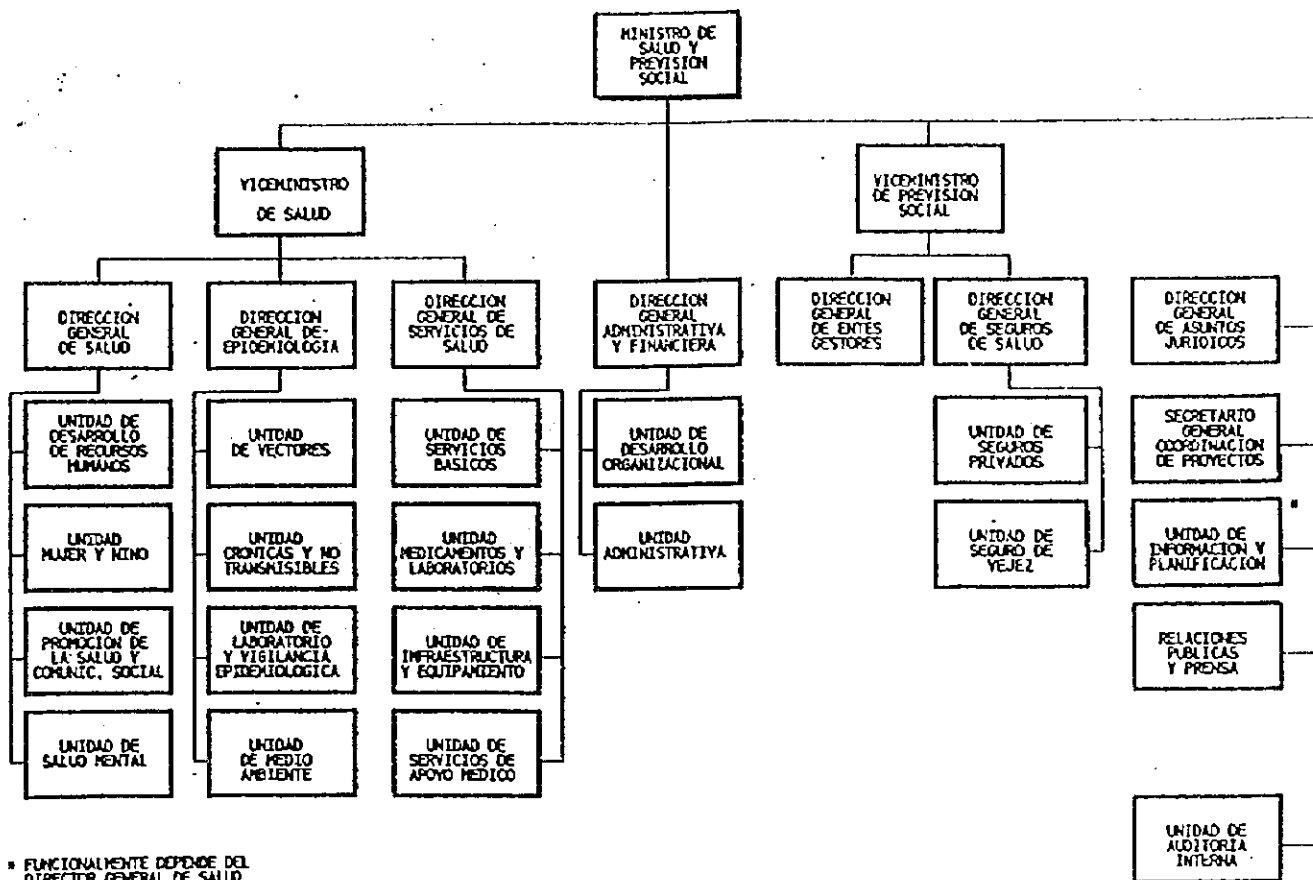 MINISTRO DE
SALUD Y
PREVISION
SOCIAL
VICEMINISTRO
DE SALUD
VICEMINISTRO
DE PREVISION
SOCIAL
DIRECCION
GENERAL
DE SALUD
DIRECCION
GENERAL DE-
EPIDEMIOLOGIA
DIRECCION
GENERAL DE
SERVICIOS DE
SALUD
DIRECCION
GENERAL
ADMINISTRATIVA
Y FINANCIERA
DIRECCION
GENERAL
DE ENTES
GESTORES
DIRECCION
GENERAL
DE SEGUROS
DE SALUD
DIRECCION
GENERAL
DE ASUNTOS
JURIDICOS
UNIDAD DE
DESARROLLO
DE RECURSOS
HUMANOS
UNIDAD
DE VECTORES
UNIDAD DE
SERVICIOS
BASICOS
UNIDAD DE
DESARROLLO
ORGANIZACIONAL
UNIDAD DE
SEGUROS
PRIVADOS
SECRETARIO
GENERAL
COORDINACION
DE PROYECTOS
UNIDAD
MUJER Y NINO
UNIDAD
CRONICAS Y NO
TRANSMISIBLES
UNIDAD
MEDICAMENTOS Y
LABORATORIOS
UNIDAD
ADMINISTRATIVA
UNIDAD DE
SEGURO DE
VEJEZ
*
UNIDAD DE
INFORMACION Y
PLANIFICACION
UNIDAD DE
PROMOCION DE
LA SALUD Y
COMUNIC. SOCIAL
UNIDAD DE
LABORATORIO
Y VIGILANCIA
EPIDEMIOLOGICA
UNIDAD DE
INFRAESTRUCTURA
Y EQUIPAMIENTO
RELACIONES
PUBLICAS
Y PRENSA
UNIDAD DE
SALUD MENTAL
UNIDAD
DE MEDIO
AMBIENTE
UNIDAD DE
SERVICIOS DE
APOYO MEDICO
UNIDAD DE
AUDITORIA
INTERNA
* FUNCIONALMENTE DEPENDE DEL
DIRECTOR GENERAL DE SALUD